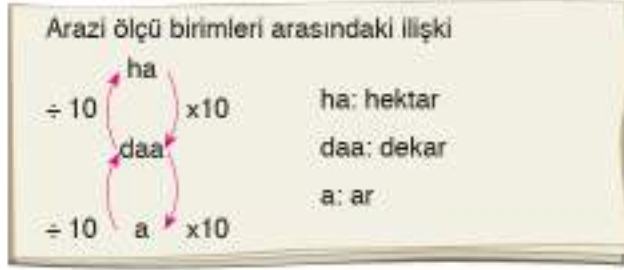 Arazi ölçü birimleri arasındaki ilişki
ha
÷ 10 x10
daa
÷ 10 a x10
ha: hektar
daa: dekar
a: ar